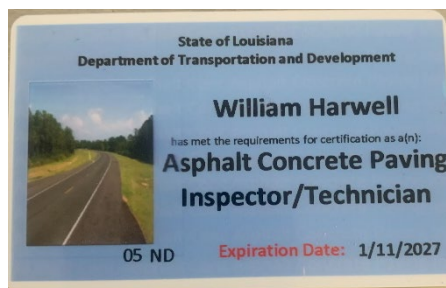 State of Louisiana
Department of Transportation and Development
William Harwell
has met the requirements for certification as a(n):
Asphalt Concrete Paving
Inspector/Technician
05 ND
Expiration Date: 1/11/2027